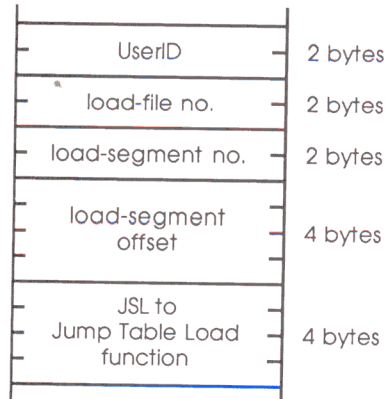 UserID 2 bytes
load-file no. 2 bytes
load-segment no. 2 bytes
load-segment
offset 4 bytes
JSL to
Jump Table Load 4 bytes
function